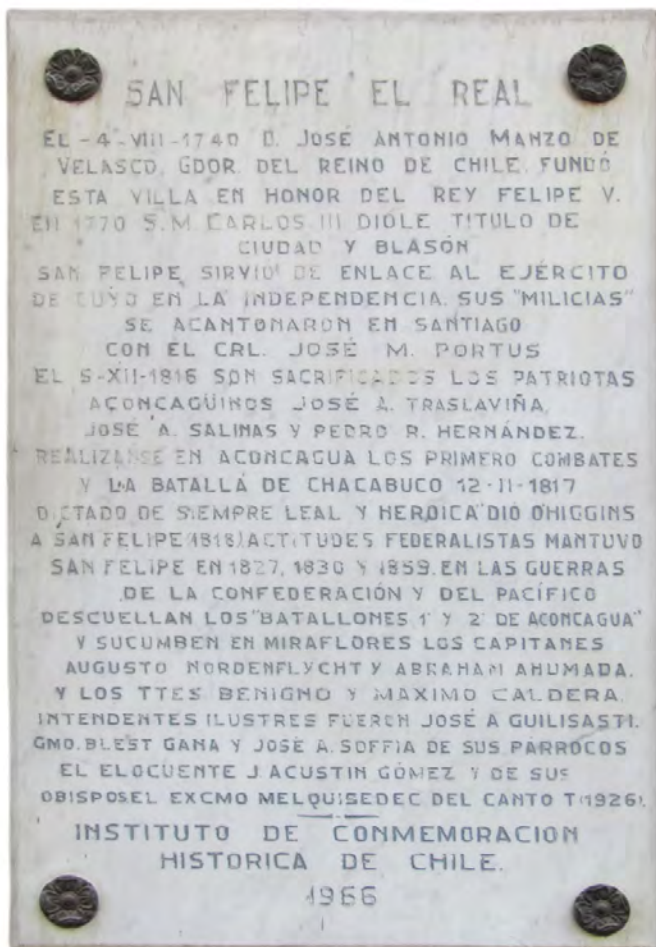 SAN FELIPE EL REAL
EL - 4 - VIII - 1740 D. JOSÉ ANTONIO MANZO DE
VELASCO, GDOR. DEL REINO DE CHILE, FUNDÓ
ESTA VILLA EN HONOR DEL REY FELIPE V.
EN 1770 S.M. CARLOS III DIÓLE TITULO DE
CIUDAD Y BLASÓN
SAN FELIPE SIRVIÓ DE ENLACE AL EJÉRCITO
DE CUYO EN LA INDEPENDENCIA. SUS "MILICIAS"
SE ACANTONARON EN SANTIAGO
CON EL CRL. JOSÉ M. PORTUS
EL 5-XII-1816 SON SACRIFICADOS LOS PATRIOTAS
ACONCAGÜINOS JOSÉ A. TRASLAVIÑA,
JOSÉ A. SALINAS Y PEDRO R. HERNÁNDEZ.
REALIZANSE EN ACONCAGUA LOS PRIMERO COMBATES
Y LA BATALLA DE CHACABUCO 12-II-1817
DICTADO DE SIEMPRE LEAL Y HEROICA DIÓ O'HIGGINS
A SAN FELIPE (1818). ACTITUDES FEDERALISTAS MANTUVO
SAN FELIPE EN 1827, 1830 Y 1859. EN LAS GUERRAS
DE LA CONFEDERACIÓN Y DEL PACÍFICO
DESCUELLAN LOS "BATALLONES 1° Y 2° DE ACONCAGUA"
Y SUCUMBEN EN MIRAFLORES LOS CAPITANES
AUGUSTO NORDENFLYCHT Y ABRAHAM AHUMADA,
Y LOS TTES BENIGNO Y MAXIMO CALDERA.
INTENDENTES ILUSTRES FUERON JOSÉ A GUILISASTI.
GMO. BLEST GANA Y JOSÉ A. SOFFIA DE SUS PÁRROCOS
EL ELOCUENTE J. AGUSTIN GÓMEZ Y DE SUS
OBISPOS, EL EXCMO MELQUISEDEC DEL CANTO T (1926).
INSTITUTO DE CONMEMORACION
HISTORICA DE CHILE.
1966